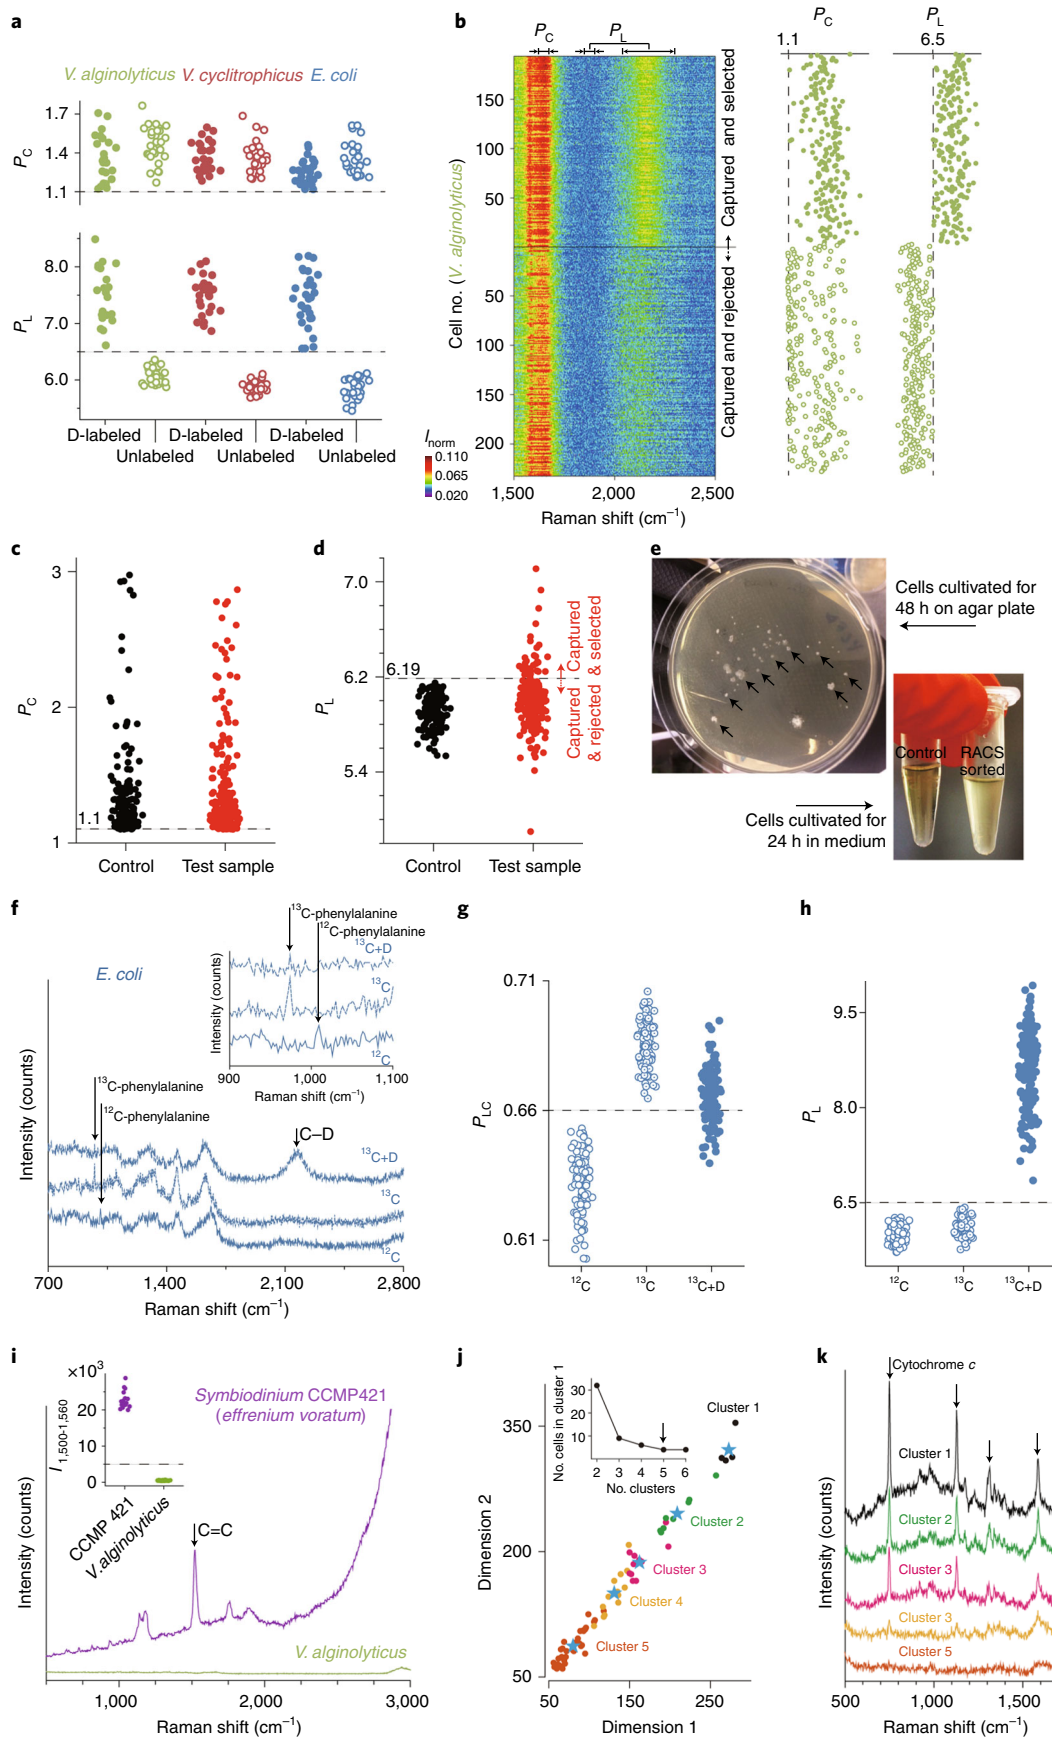 a
V. alginolyticus V. cyclitrophicus E. coli
1.7
1.4
1.1
P_C
8.0
7.0
6.0
P_L
D-labeled D-labeled D-labeled
Unlabeled Unlabeled Unlabeled
b
P_C P_L
150
100
50
50
100
150
200
Cell no. (V. alginolyticus)
Captured and selected
Captured and rejected
I_norm
0.110
0.065
0.020
1,500 2,000 2,500
Raman shift (cm⁻¹)
P_C P_L
1.1 6.5
c
3
2
1
P_C
1.1
Control Test sample
d
7.0
6.2
5.4
P_L
6.19
Captured
& selected
Captured
& rejected
Control Test sample
e
Cells cultivated for
48 h on agar plate
Control RACS
sorted
Cells cultivated for
24 h in medium
f
E. coli
Intensity (counts)
¹³C-phenylalanine
¹²C-phenylalanine
¹³C+D
¹³C
¹²C
Intensity (counts)
900 1,000 1,100
Raman shift (cm⁻¹)
¹³C-phenylalanine
¹²C-phenylalanine
C–D
¹³C+D
¹³C
¹²C
700 1,400 2,100 2,800
Raman shift (cm⁻¹)
g
0.71
0.66
0.61
P_LC
¹²C ¹³C ¹³C+D
h
9.5
8.0
6.5
P_L
¹²C ¹³C ¹³C+D
i
×10³
20
10
0
I_1,500-1,560
CCMP 421
V. alginolyticus
Symbiodinium CCMP421
(effrenium voratum)
C=C
V. alginolyticus
Intensity (counts)
1,000 2,000 3,000
Raman shift (cm⁻¹)
j
350
200
50
Dimension 2
No. cells in cluster 1
30
20
10
2 3 4 5 6
No. clusters
Cluster 1
Cluster 2
Cluster 3
Cluster 4
Cluster 5
50 150 250
Dimension 1
k
Cytochrome c
Cluster 1
Cluster 2
Cluster 3
Cluster 3
Cluster 5
Intensity (counts)
500 1,000 1,500
Raman shift (cm⁻¹)